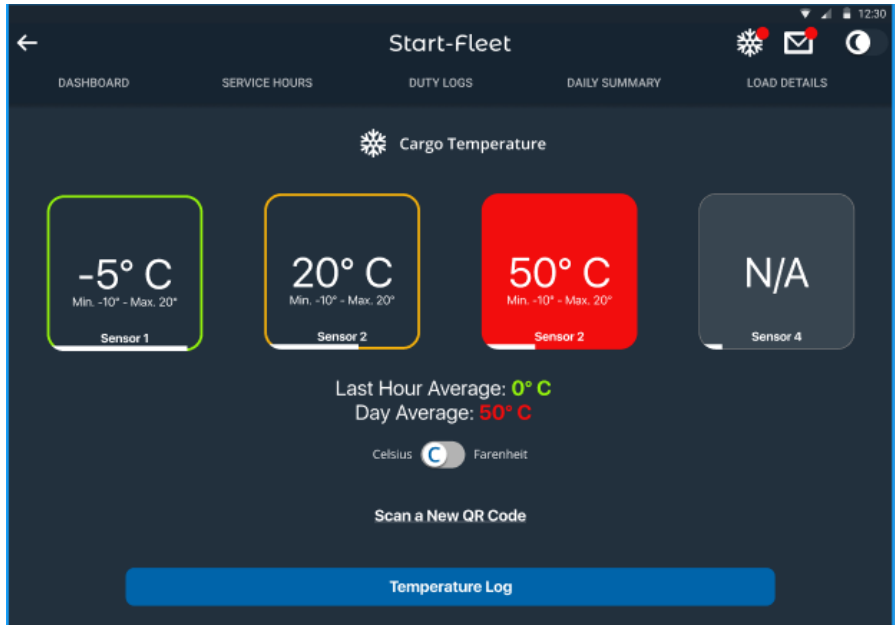 12:30
Start-Fleet
DASHBOARD SERVICE HOURS DUTY LOGS DAILY SUMMARY LOAD DETAILS
Cargo Temperature
-5° C
Min. -10° - Max. 20°
Sensor 1
20° C
Min. -10° - Max. 20°
Sensor 2
50° C
Min. -10° - Max. 20°
Sensor 2
N/A
Sensor 4
Last Hour Average: 0° C
Day Average: 50° C
Celsius C Farenheit
Scan a New QR Code
Temperature Log